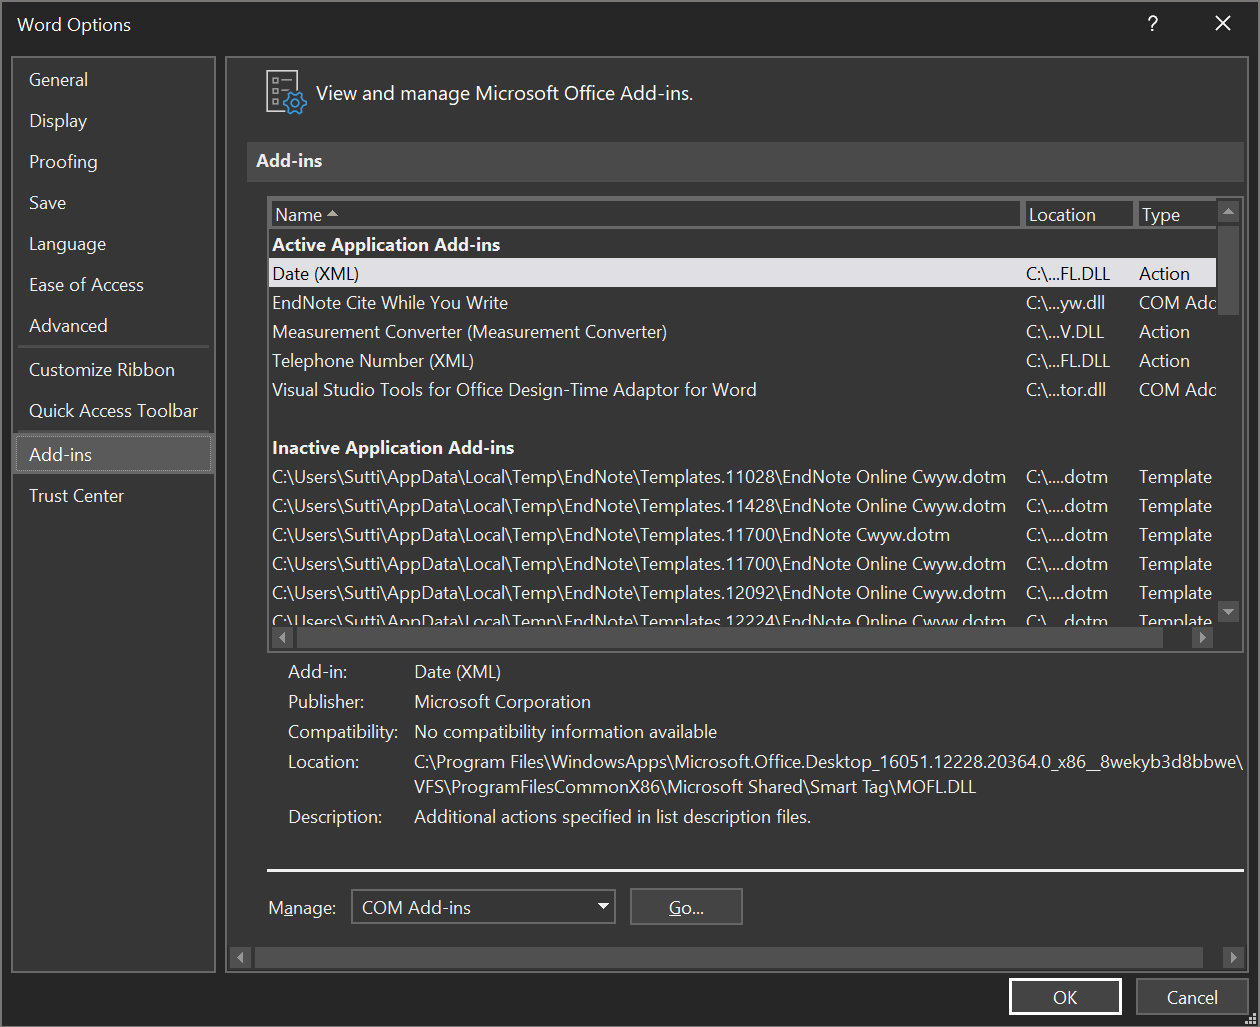 Word Options
?
General
Display
Proofing
Save
Language
Ease of Access
Advanced
Customize Ribbon
Quick Access Toolbar
Add-ins
Trust Center
View and manage Microsoft Office Add-ins.
Add-ins
Name Location Type
Active Application Add-ins
Date (XML) C:\...FL.DLL Action
EndNote Cite While You Write C:\...yw.dll COM Add
Measurement Converter (Measurement Converter) C:\...V.DLL Action
Telephone Number (XML) C:\...FL.DLL Action
Visual Studio Tools for Office Design-Time Adaptor for Word C:\...tor.dll COM Add
Inactive Application Add-ins
C:\Users\Sutti\AppData\Local\Temp\EndNote\Templates.11028\EndNote Online Cwyw.dotm C:\....dotm Template
C:\Users\Sutti\AppData\Local\Temp\EndNote\Templates.11428\EndNote Online Cwyw.dotm C:\....dotm Template
C:\Users\Sutti\AppData\Local\Temp\EndNote\Templates.11700\EndNote Cwyw.dotm C:\....dotm Template
C:\Users\Sutti\AppData\Local\Temp\EndNote\Templates.11700\EndNote Online Cwyw.dotm C:\....dotm Template
C:\Users\Sutti\AppData\Local\Temp\EndNote\Templates.12092\EndNote Online Cwyw.dotm C:\....dotm Template
C:\Users\Sutti\AppData\Local\Temp\EndNote\Templates.12224\EndNote Online Cwyw.dotm C:\....dotm Template
Add-in: Date (XML)
Publisher: Microsoft Corporation
Compatibility: No compatibility information available
Location: C:\Program Files\WindowsApps\Microsoft.Office.Desktop_16051.12228.20364.0_x86__8wekyb3d8bbwe\
VFS\ProgramFilesCommonX86\Microsoft Shared\Smart Tag\MOFL.DLL
Description: Additional actions specified in list description files.
Manage: COM Add-ins Go...
OK Cancel